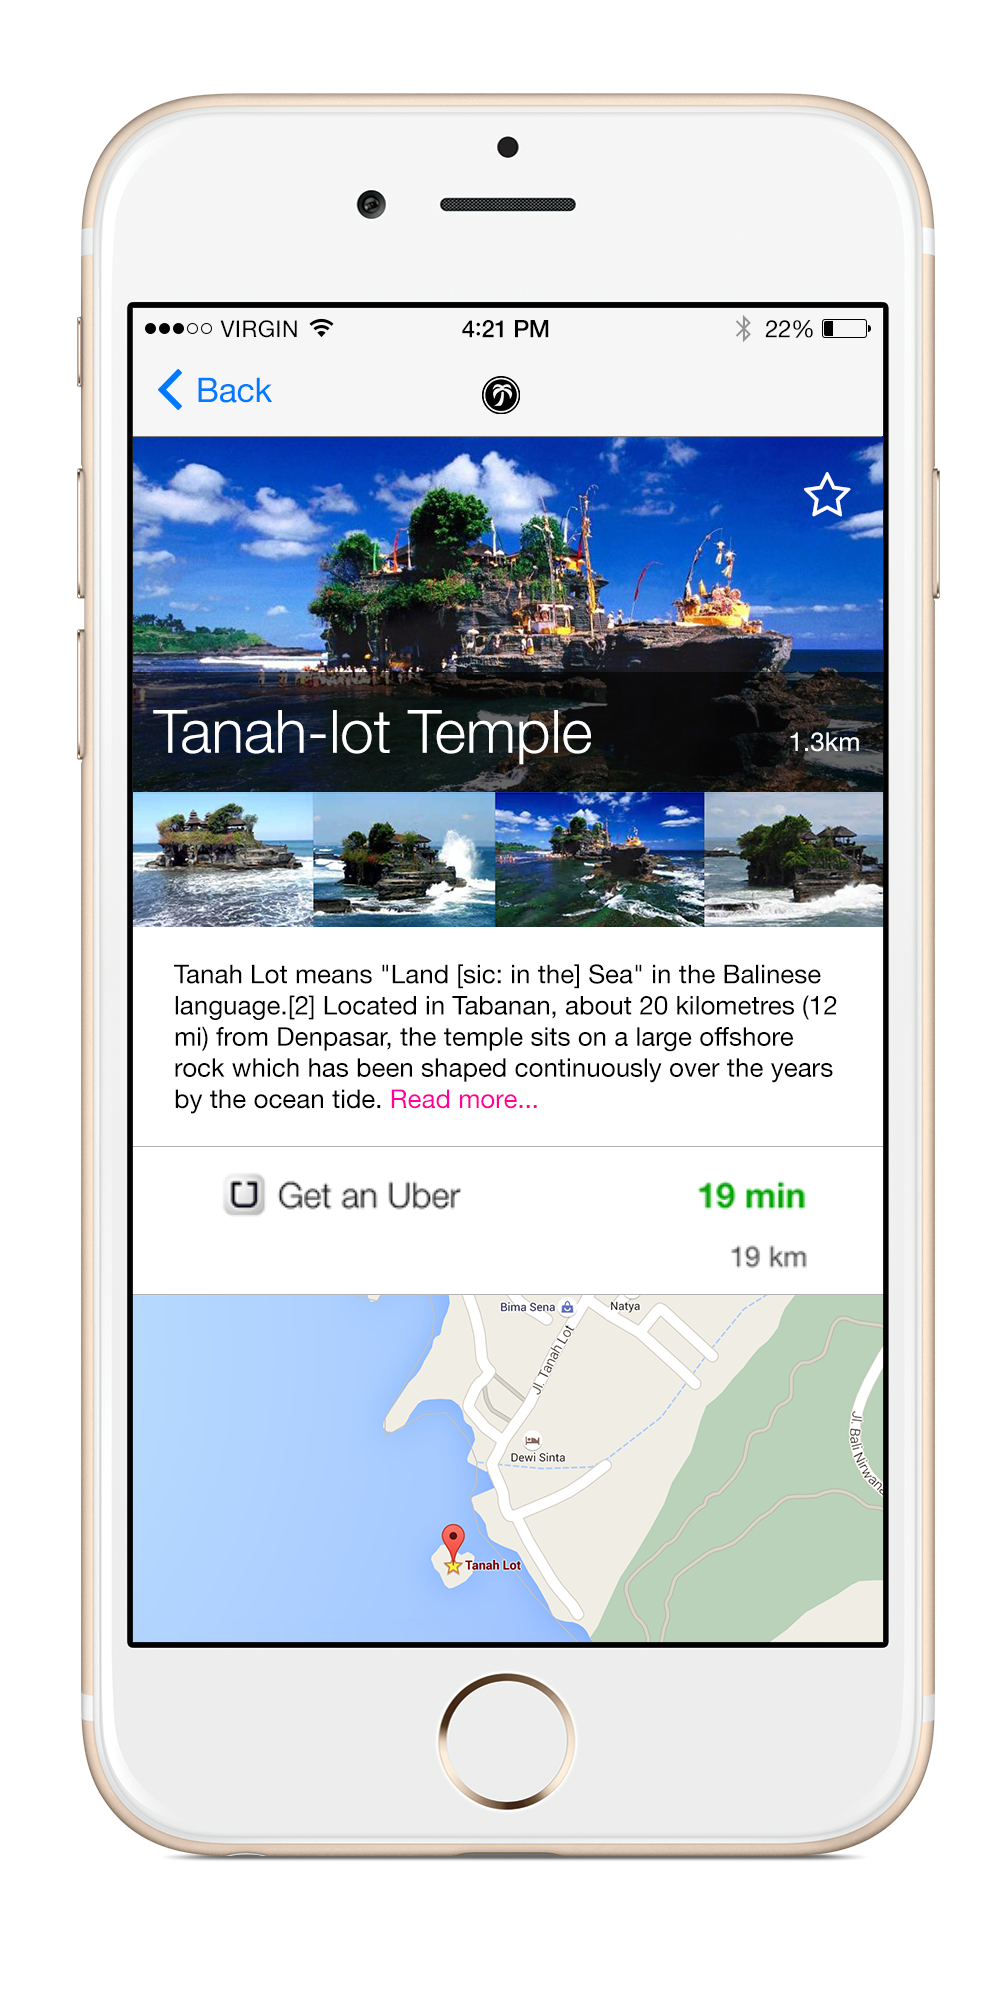 VIRGIN 4:21 PM 22%
Back
Tanah-lot Temple 1.3km
Tanah Lot means "Land [sic: in the] Sea" in the Balinese
language.[2] Located in Tabanan, about 20 kilometres (12
mi) from Denpasar, the temple sits on a large offshore
rock which has been shaped continuously over the years
by the ocean tide. Read more...
Get an Uber 19 min
19 km
Bima Sena Natya
Jl. Tanah Lot
Jl. Bali Nirwana
Dewi Sinta
Tanah Lot